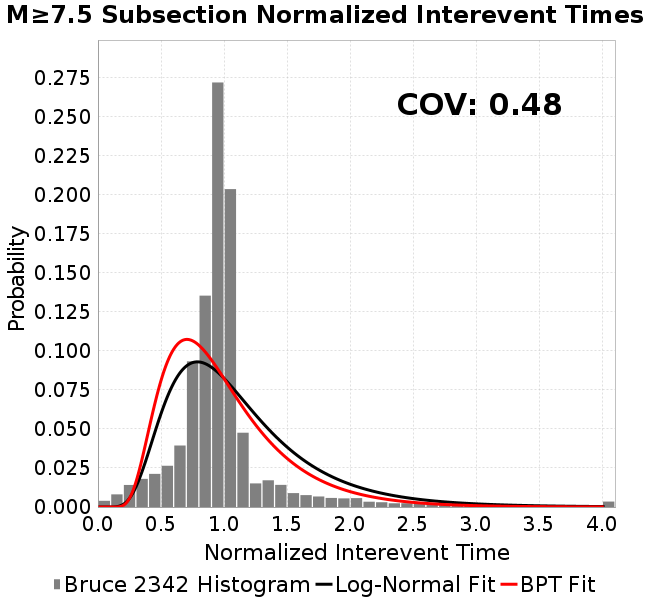 M≥7.5 Subsection Normalized Interevent Times
COV: 0.48
Probability
0.275
0.250
0.225
0.200
0.175
0.150
0.125
0.100
0.075
0.050
0.025
0.000
0.0 0.5 1.0 1.5 2.0 2.5 3.0 3.5 4.0
Normalized Interevent Time
Bruce 2342 Histogram Log-Normal Fit BPT Fit